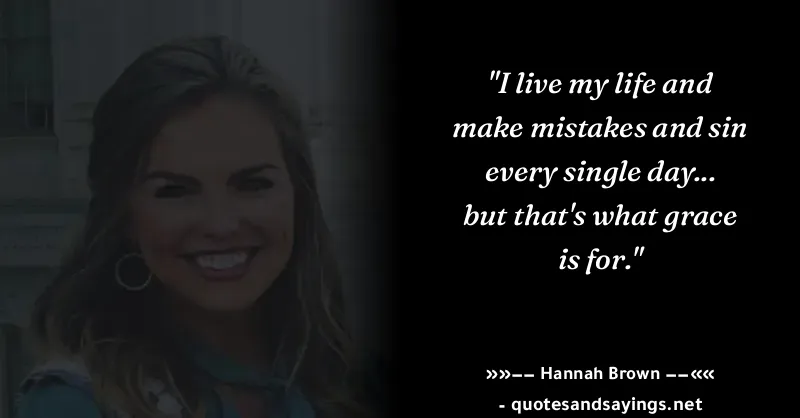 "I live my life and
make mistakes and sin
every single day...
but that's what grace
is for."
»»−− Hannah Brown −−««
- quotesandsayings.net